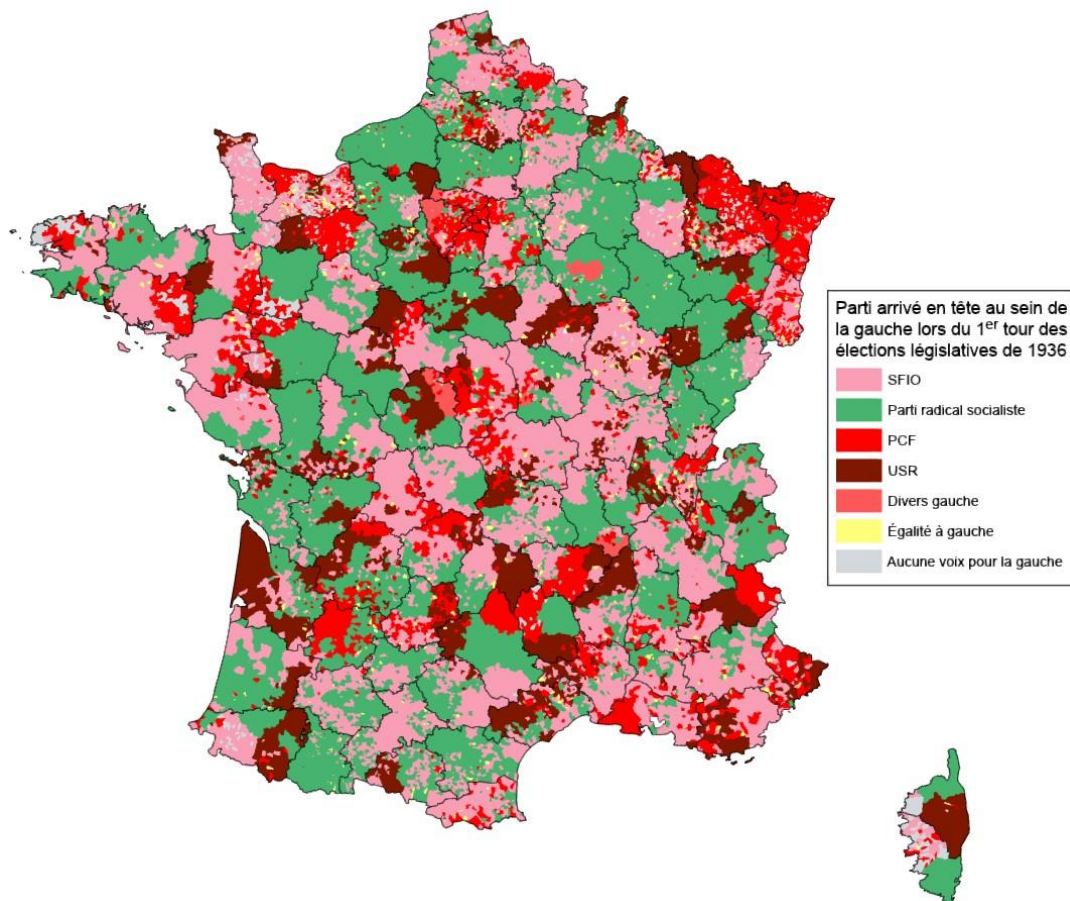 Parti arrivé en tête au sein de
la gauche lors du 1er tour des
élections législatives de 1936
SFIO
Parti radical socialiste
PCF
USR
Divers gauche
Égalité à gauche
Aucune voix pour la gauche